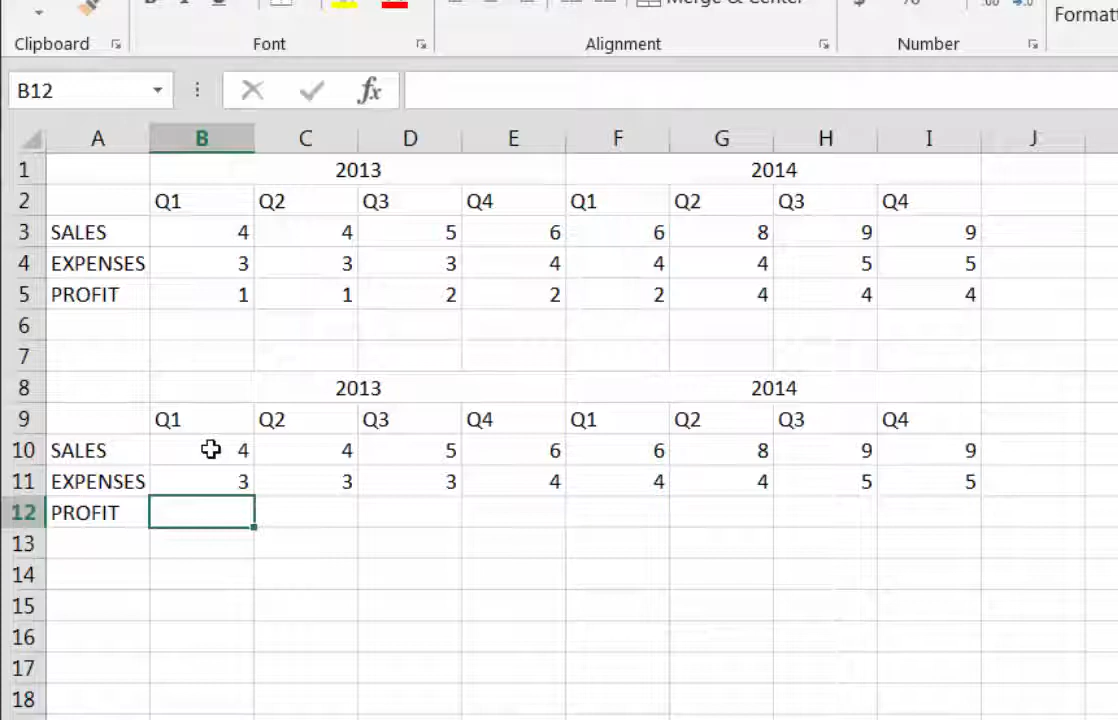 Merge & Center
Format
Clipboard Font Alignment Number
B12 fx
A B C D E F G H I J
1 2013 2014
2 Q1 Q2 Q3 Q4 Q1 Q2 Q3 Q4
3 SALES 4 4 5 6 6 8 9 9
4 EXPENSES 3 3 3 4 4 4 5 5
5 PROFIT 1 1 2 2 2 4 4 4
6
7
8 2013 2014
9 Q1 Q2 Q3 Q4 Q1 Q2 Q3 Q4
10 SALES 4 4 5 6 6 8 9 9
11 EXPENSES 3 3 3 4 4 4 5 5
12 PROFIT
13
14
15
16
17
18